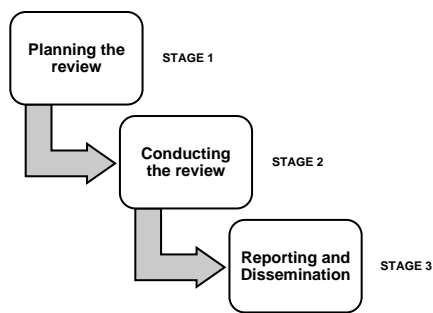 Planning the
review
STAGE 1
Conducting
the review
STAGE 2
Reporting and
Dissemination
STAGE 3